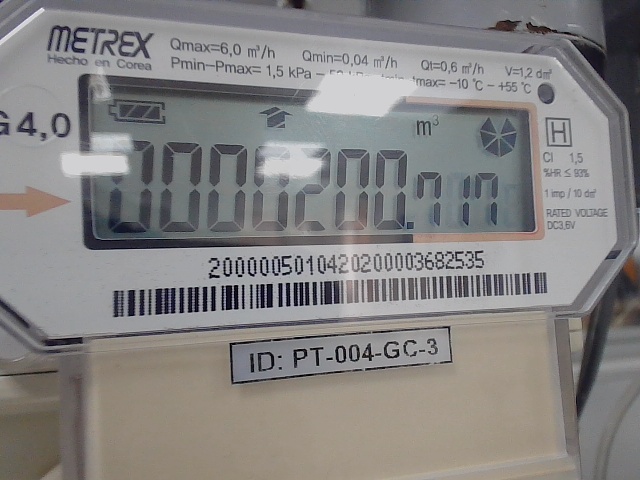 METREX
Hecho en Corea
Qmax=6,0 m³/h Qmin=0,04 m³/h Qt=0,6 m³/h V=1,2 dm³
Pmin-Pmax= 1,5 kPa – tmax= –10 °C - +55 °C
G4,0
m³
0000200.717
H
Cl 1,5
%HR ≤ 93%
1 imp / 10 dm³
RATED VOLTAGE
DC3,6V
2000005010420200003682535
ID: PT-004-GC-3